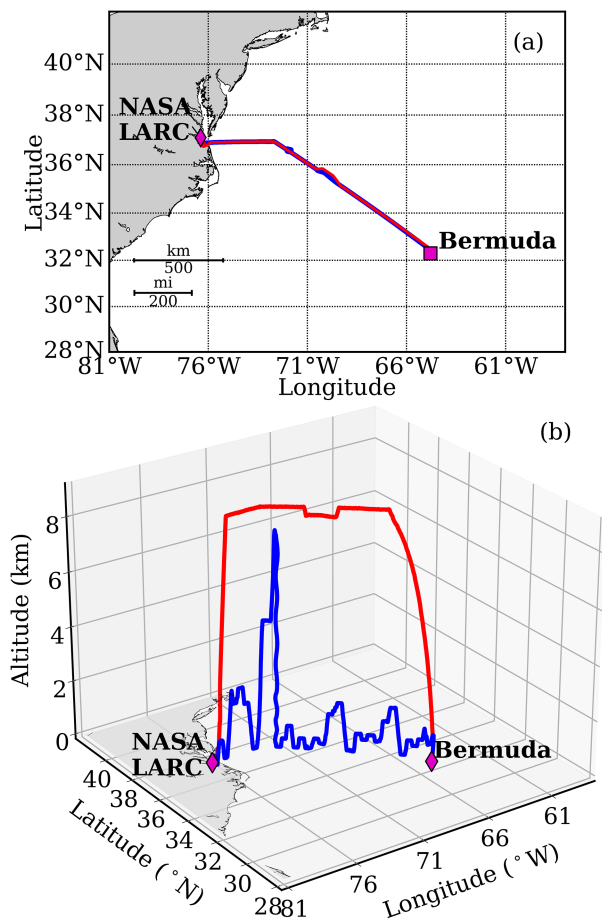 (a)
40°N
38°N
36°N
34°N
32°N
30°N
28°N
Latitude
NASA
LARC
Bermuda
km
500
mi
200
81°W 76°W 71°W 66°W 61°W
Longitude
(b)
8
6
4
2
0
Altitude (km)
NASA
LARC
Bermuda
40
38
36
34
32
30
28
Latitude (°N)
81
76
71
66
61
Longitude (°W)